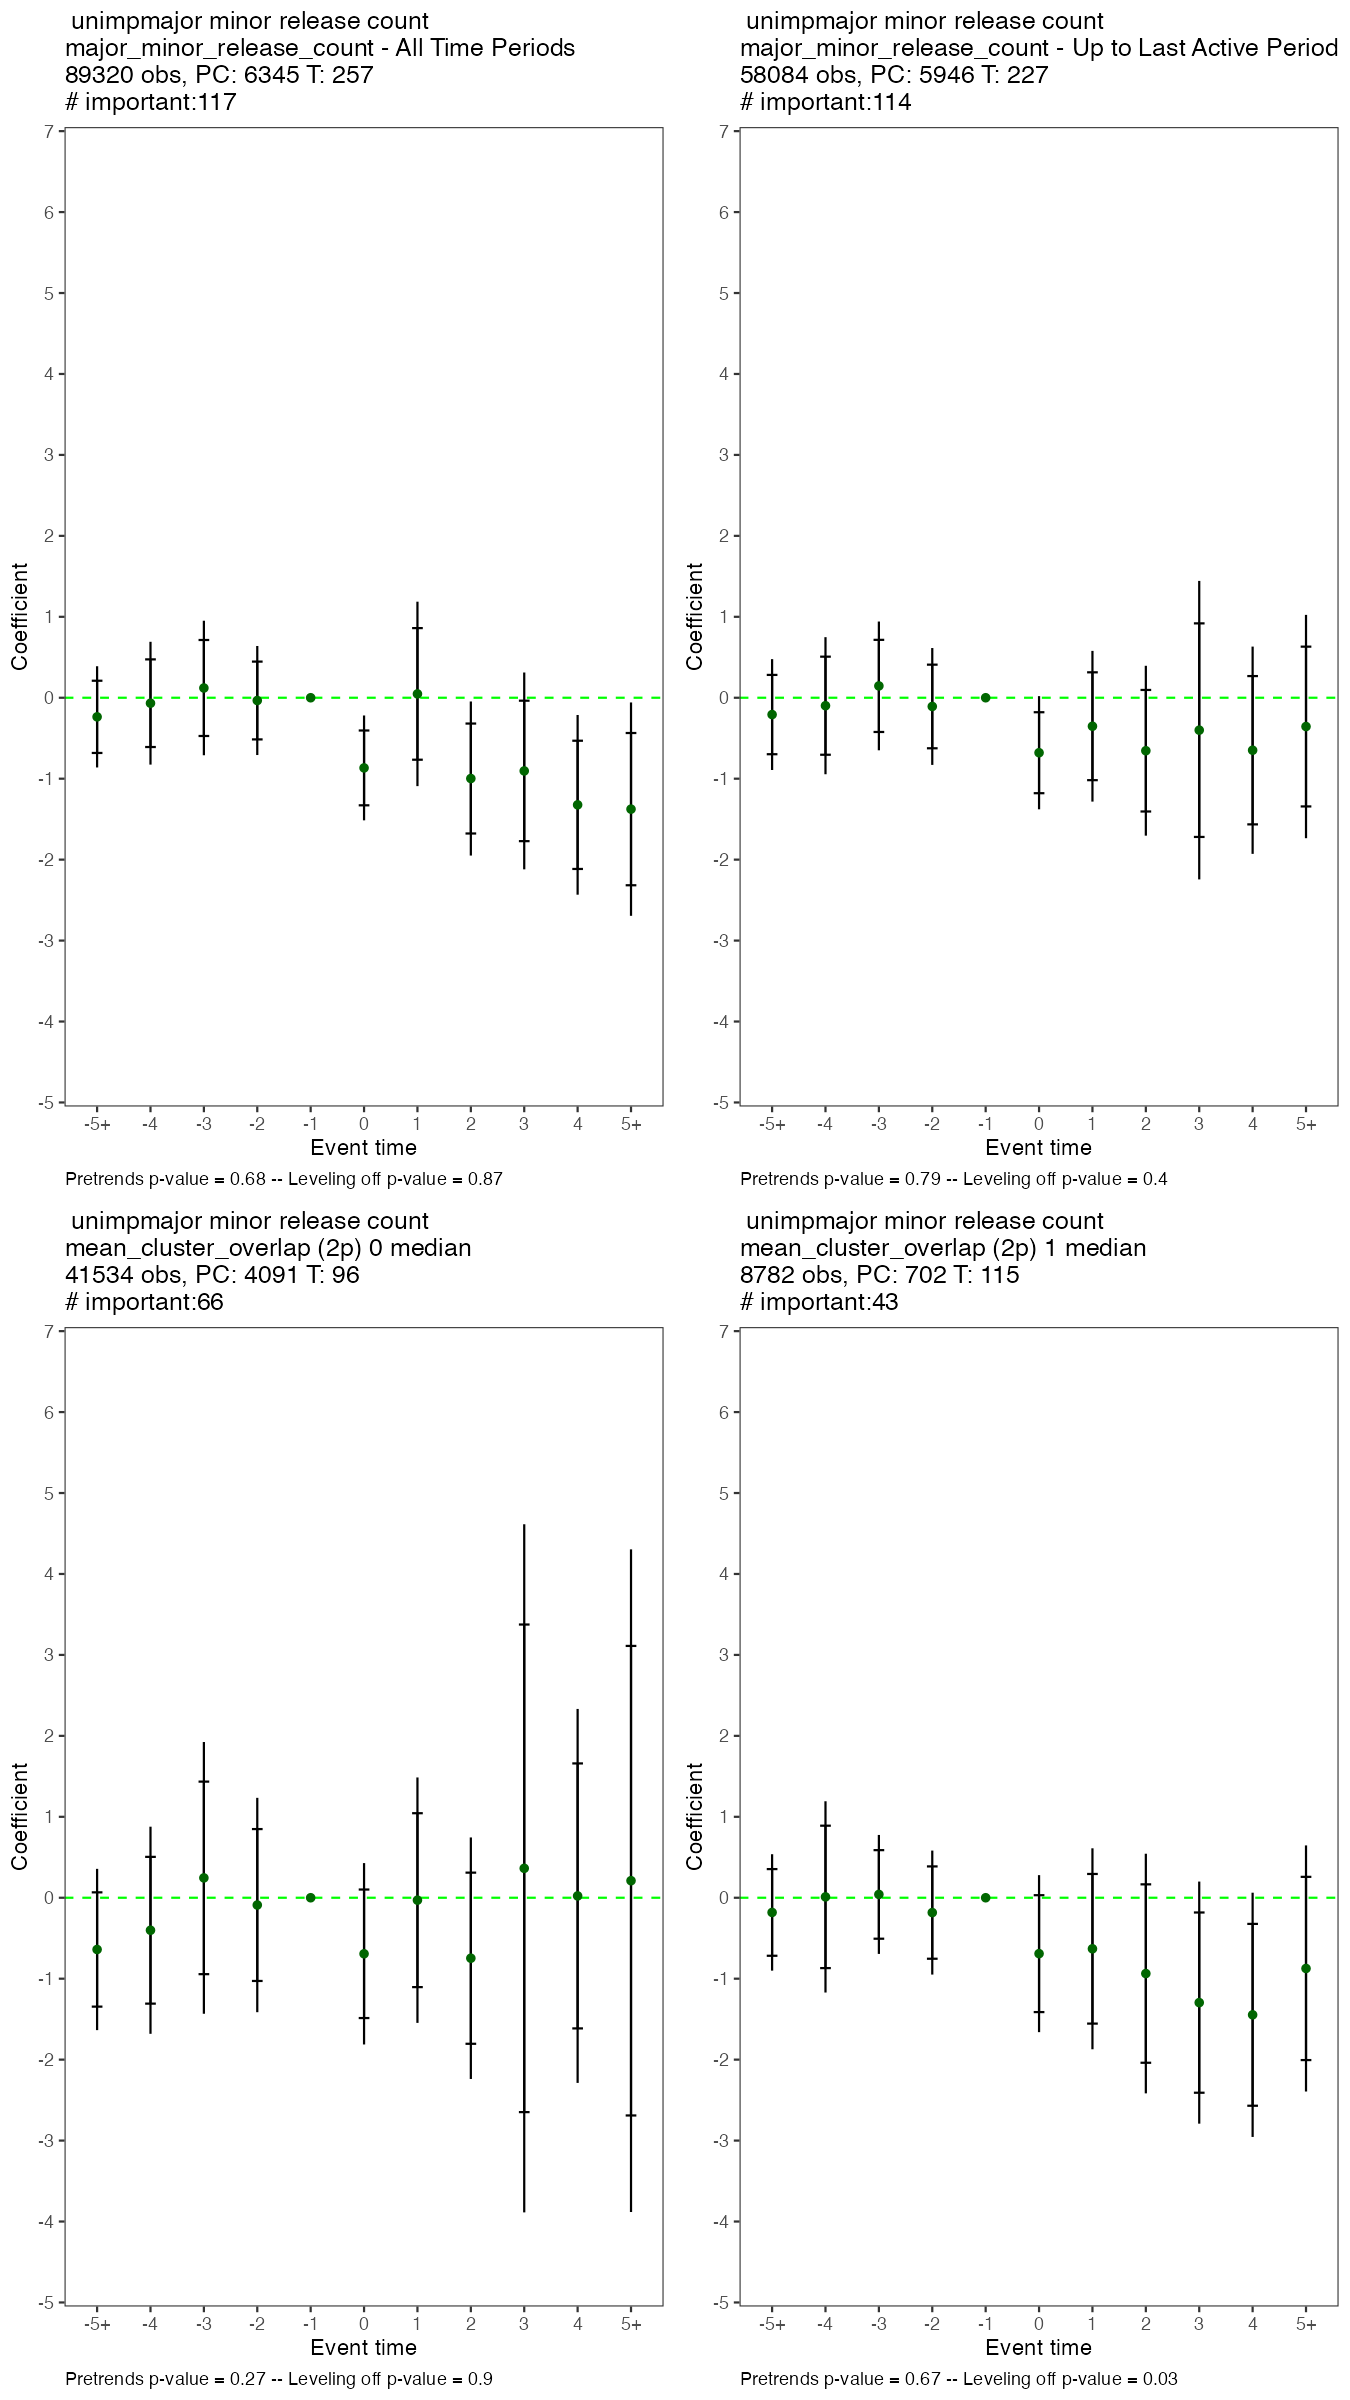 unimpmajor minor release count
major_minor_release_count - All Time Periods
89320 obs, PC: 6345 T: 257
# important:117
7
6
5
4
3
2
1
0
-1
-2
-3
-4
-5
Coefficient
-5+ -4 -3 -2 -1 0 1 2 3 4 5+
Event time
Pretrends p-value = 0.68 -- Leveling off p-value = 0.87
unimpmajor minor release count
major_minor_release_count - Up to Last Active Period
58084 obs, PC: 5946 T: 227
# important:114
7
6
5
4
3
2
1
0
-1
-2
-3
-4
-5
Coefficient
-5+ -4 -3 -2 -1 0 1 2 3 4 5+
Event time
Pretrends p-value = 0.79 -- Leveling off p-value = 0.4
unimpmajor minor release count
mean_cluster_overlap (2p) 0 median
41534 obs, PC: 4091 T: 96
# important:66
7
6
5
4
3
2
1
0
-1
-2
-3
-4
-5
Coefficient
-5+ -4 -3 -2 -1 0 1 2 3 4 5+
Event time
Pretrends p-value = 0.27 -- Leveling off p-value = 0.9
unimpmajor minor release count
mean_cluster_overlap (2p) 1 median
8782 obs, PC: 702 T: 115
# important:43
7
6
5
4
3
2
1
0
-1
-2
-3
-4
-5
Coefficient
-5+ -4 -3 -2 -1 0 1 2 3 4 5+
Event time
Pretrends p-value = 0.67 -- Leveling off p-value = 0.03